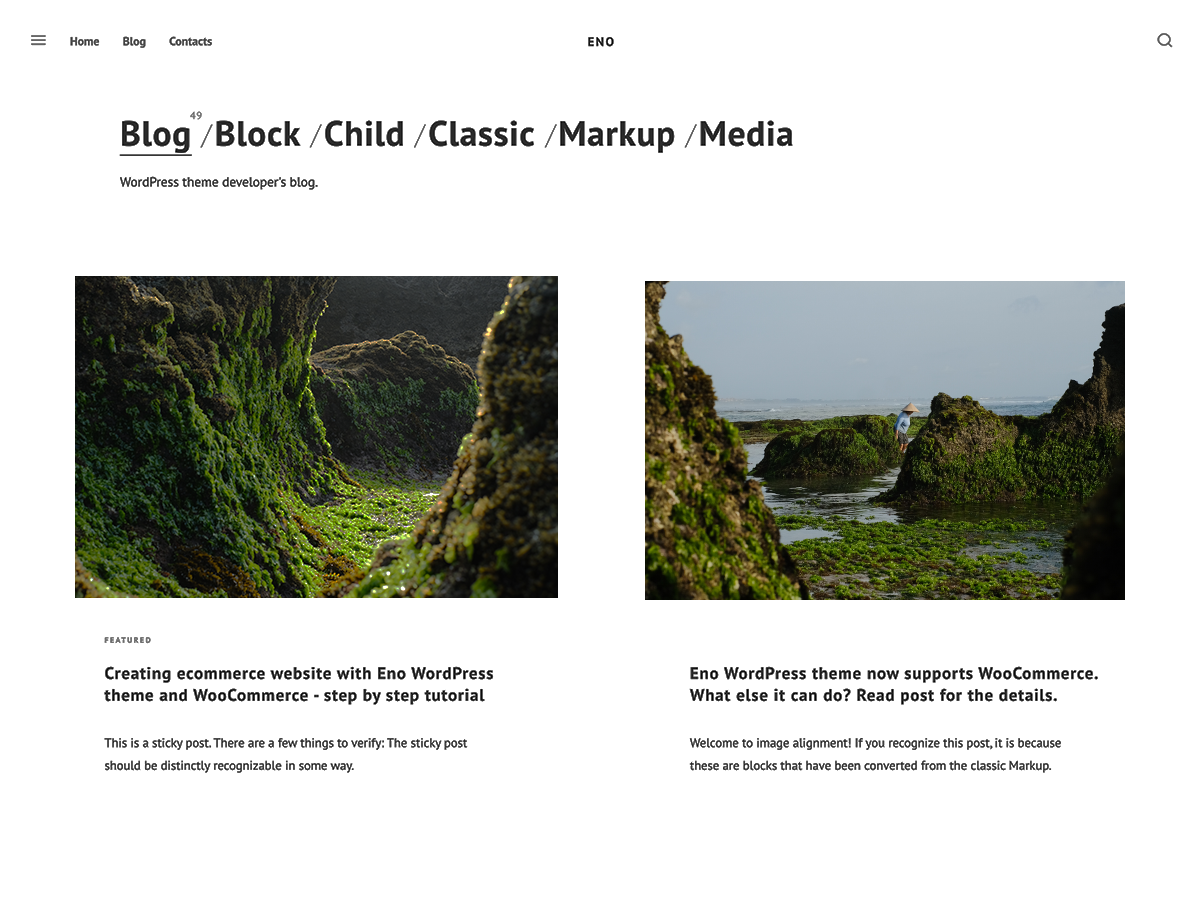 Home Blog Contacts ENO
Blog 49 / Block / Child / Classic / Markup / Media
WordPress theme developer's blog.
FEATURED
Creating ecommerce website with Eno WordPress
theme and WooCommerce - step by step tutorial
This is a sticky post. There are a few things to verify: The sticky post
should be distinctly recognizable in some way.
Eno WordPress theme now supports WooCommerce.
What else it can do? Read post for the details.
Welcome to image alignment! If you recognize this post, it is because
these are blocks that have been converted from the classic Markup.